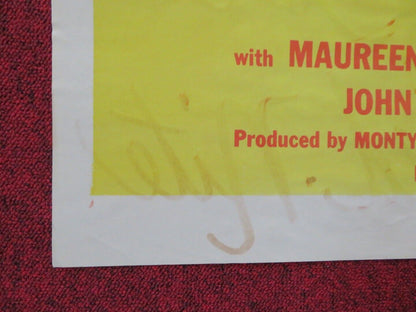 with MAUREEN
JOHN
Produced by MONTY